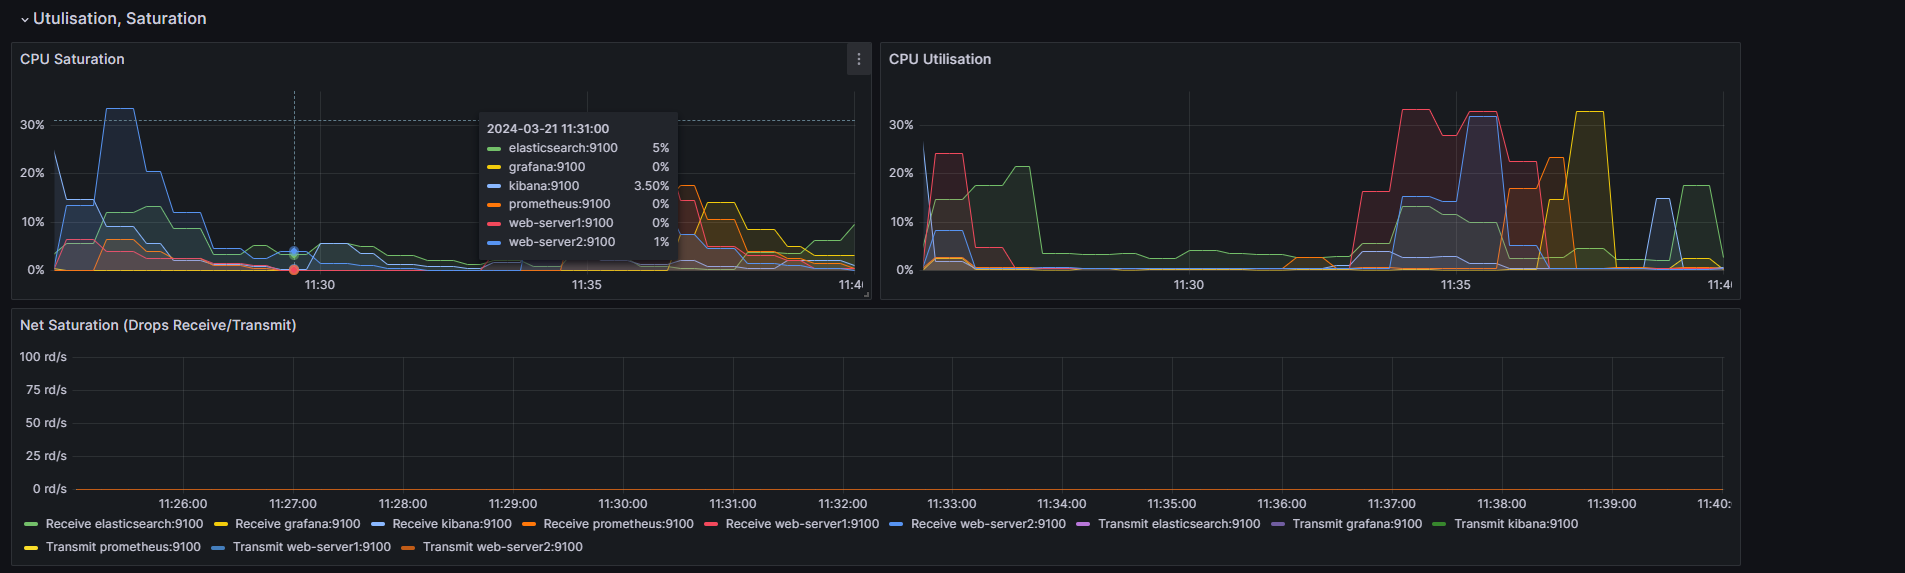 Utulisation, Saturation
CPU Saturation
30%
20%
10%
0%
11:30
11:35
11:4
2024-03-21 11:31:00
elasticsearch:9100 5%
grafana:9100 0%
kibana:9100 3.50%
prometheus:9100 0%
web-server1:9100 0%
web-server2:9100 1%
CPU Utilisation
30%
20%
10%
0%
11:30
11:35
11:4
Net Saturation (Drops Receive/Transmit)
100 rd/s
75 rd/s
50 rd/s
25 rd/s
0 rd/s
11:26:00 11:27:00 11:28:00 11:29:00 11:30:00 11:31:00 11:32:00 11:33:00 11:34:00 11:35:00 11:36:00 11:37:00 11:38:00 11:39:00 11:40:
Receive elasticsearch:9100 Receive grafana:9100 Receive kibana:9100 Receive prometheus:9100 Receive web-server1:9100 Receive web-server2:9100 Transmit elasticsearch:9100 Transmit grafana:9100 Transmit kibana:9100
Transmit prometheus:9100 Transmit web-server1:9100 Transmit web-server2:9100